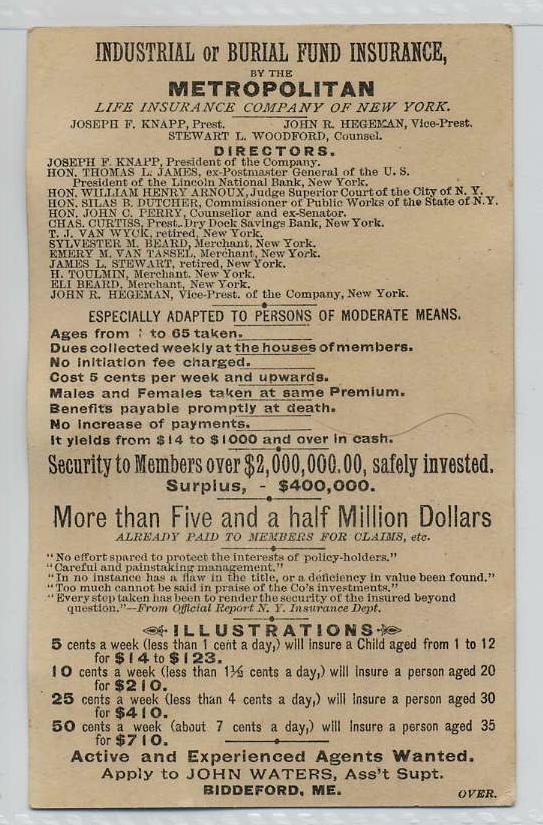 INDUSTRIAL or BURIAL FUND INSURANCE,
BY THE
METROPOLITAN
LIFE INSURANCE COMPANY OF NEW YORK.
JOSEPH F. KNAPP, Prest. JOHN R. HEGEMAN, Vice-Prest.
STEWART L. WOODFORD, Counsel.
DIRECTORS.
JOSEPH F. KNAPP, President of the Company.
HON. THOMAS L. JAMES, ex-Postmaster General of the U. S.
President of the Lincoln National Bank, New York.
HON. WILLIAM HENRY ARNOUX, Judge Superior Court of the City of N. Y.
HON. SILAS B. DUTCHER, Commissioner of Public Works of the State of N.Y.
HON. JOHN C. PERRY, Counsellor and ex-Senator.
CHAS. CURTISS, Prest. Dry Dock Savings Bank, New York.
T. J. VAN WYCK, retired, New York.
SYLVESTER M. BEARD, Merchant, New York.
EMERY M. VAN TASSEL, Merchant, New York.
JAMES L. STEWART, retired, New York.
H. TOULMIN, Merchant. New York.
ELI BEARD, Merchant, New York.
JOHN R. HEGEMAN, Vice-Prest. of the Company, New York.
ESPECIALLY ADAPTED TO PERSONS OF MODERATE MEANS.
Ages from 1 to 65 taken.
Dues collected weekly at the houses of members.
No initiation fee charged.
Cost 5 cents per week and upwards.
Males and Females taken at same Premium.
Benefits payable promptly at death.
No increase of payments.
It yields from $14 to $1000 and over in cash.
Security to Members over $2,000,000.00, safely invested.
Surplus, - $400,000.
More than Five and a half Million Dollars
ALREADY PAID TO MEMBERS FOR CLAIMS, etc.
"No effort spared to protect the interests of policy-holders."
"Careful and painstaking management."
"In no instance has a flaw in the title, or a deficiency in value been found."
"Too much cannot be said in praise of the Co's investments."
"Every step taken has been to render the security of the insured beyond
question."—From Official Report N. Y. Insurance Dept.
ILLUSTRATIONS
5 cents a week (less than 1 cent a day,) will insure a Child aged from 1 to 12
for $14 to $123.
10 cents a week (less than 1½ cents a day,) will insure a person aged 20
for $210.
25 cents a week (less than 4 cents a day,) will insure a person aged 30
for $410.
50 cents a week (about 7 cents a day,) will insure a person aged 35
for $710.
Active and Experienced Agents Wanted.
Apply to JOHN WATERS, Ass't Supt.
BIDDEFORD, ME.
OVER.